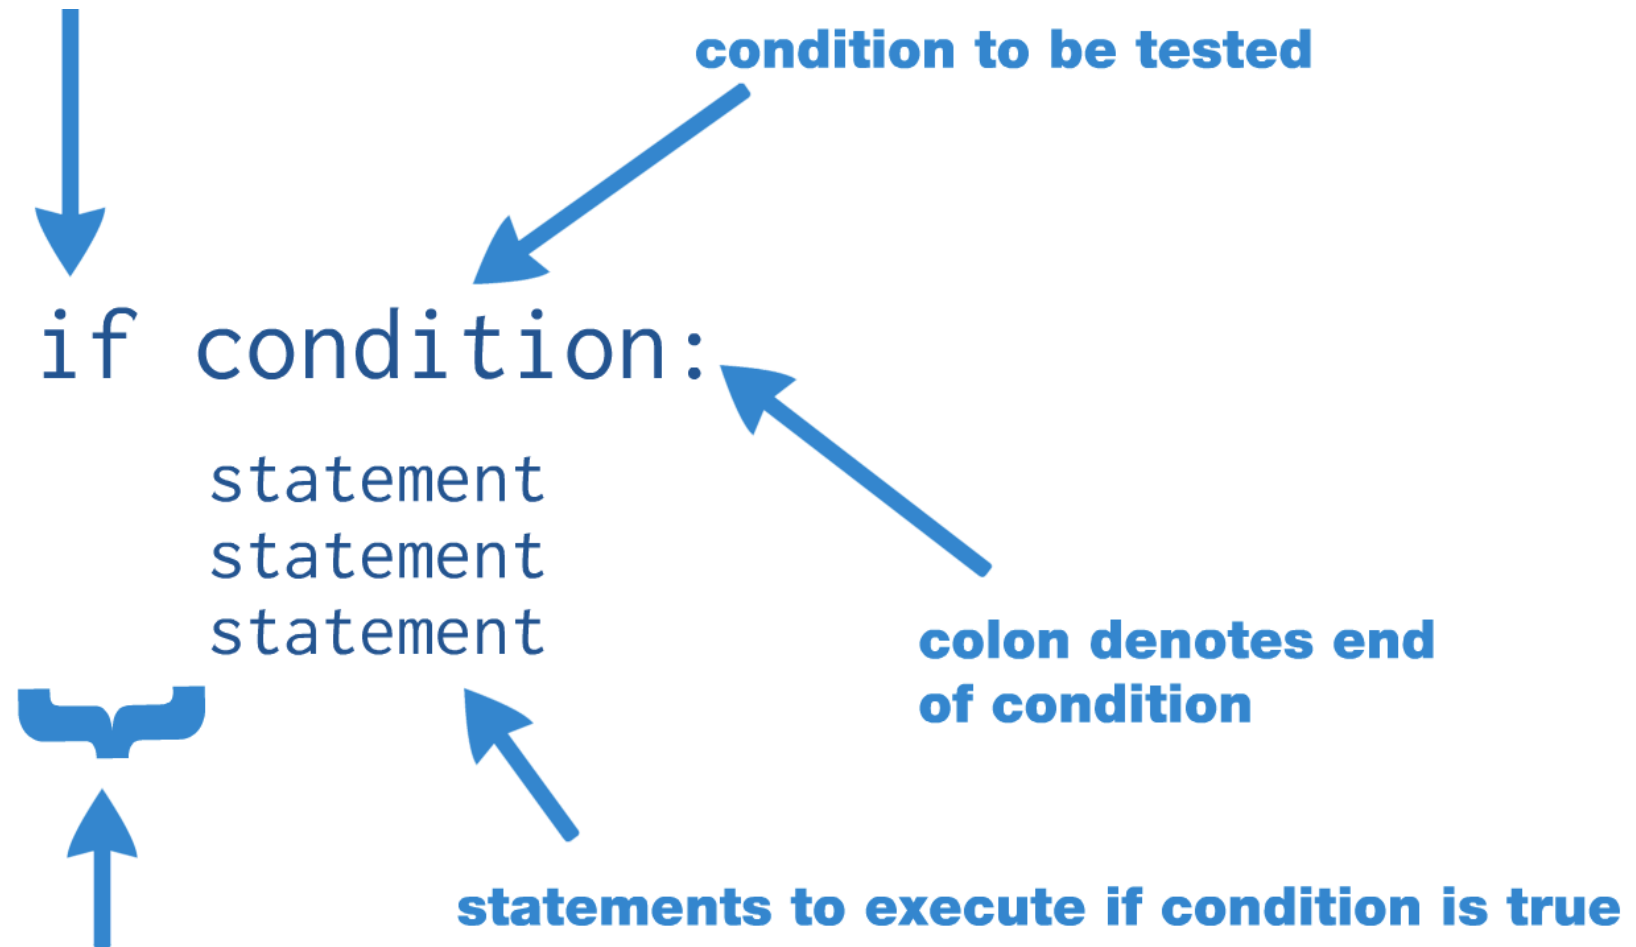 condition to be tested
if condition:
statement
statement
statement
colon denotes end
of condition
statements to execute if condition is true